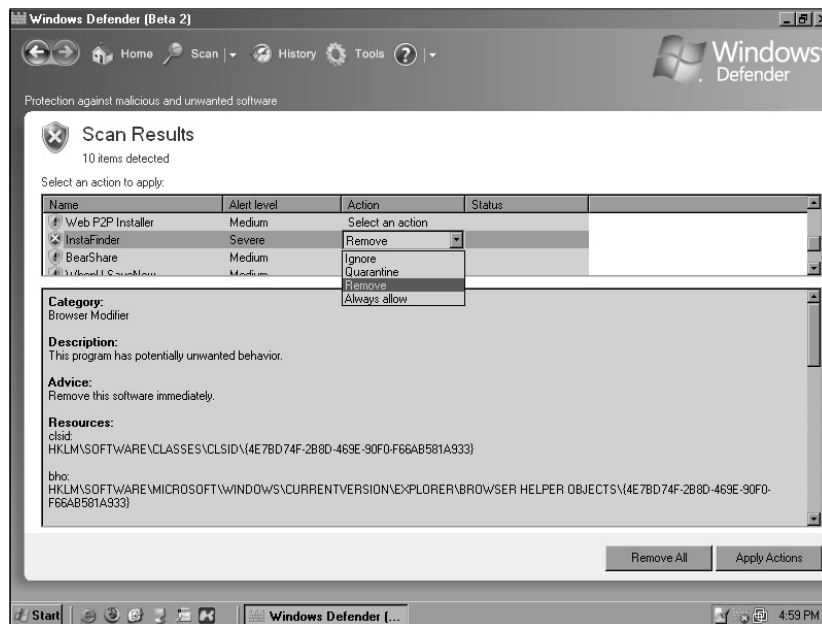 Windows Defender (Beta 2)
Home Scan History Tools ?
Windows
Defender
Protection against malicious and unwanted software
Scan Results
10 items detected
Select an action to apply:
Name Alert level Action Status
Web P2P Installer Medium Select an action
InstaFinder Severe Remove
BearShare Medium
WhenU.SaveNow Medium
Ignore
Quarantine
Remove
Always allow
Category:
Browser Modifier
Description:
This program has potentially unwanted behavior.
Advice:
Remove this software immediately.
Resources:
clsid:
HKLM\SOFTWARE\CLASSES\CLSID\{4E7BD74F-2B8D-469E-90F0-F66AB581A933}
bho:
HKLM\SOFTWARE\MICROSOFT\WINDOWS\CURRENTVERSION\EXPLORER\BROWSER HELPER OBJECTS\{4E7BD74F-2B8D-469E-90F0-
F66AB581A933}
Remove All Apply Actions
Start Windows Defender (... 4:59 PM